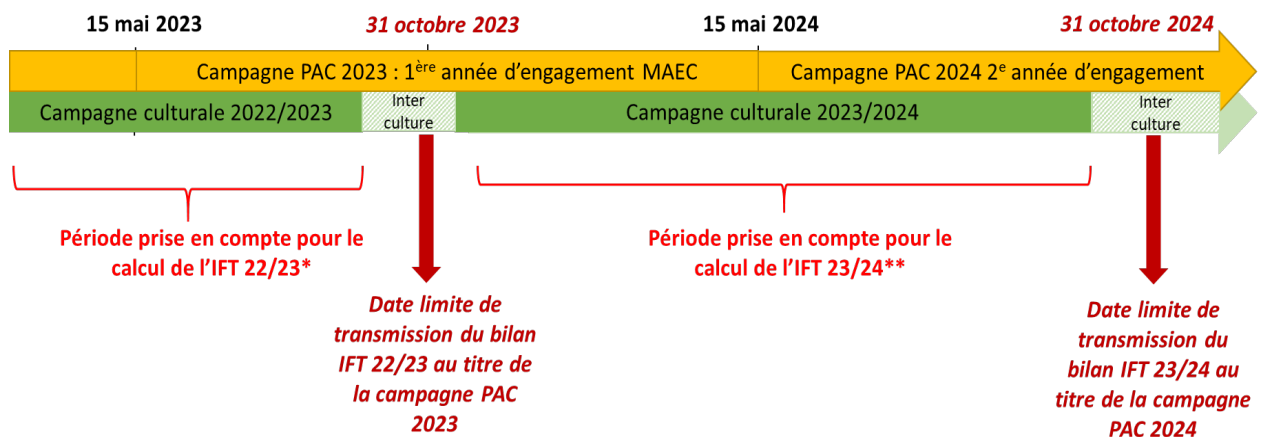 15 mai 2023
31 octobre 2023
15 mai 2024
31 octobre 2024
Campagne PAC 2023 : 1ère année d’engagement MAEC
Campagne PAC 2024 2e année d’engagement
Campagne culturale 2022/2023
Inter
culture
Campagne culturale 2023/2024
Inter
culture
Période prise en compte pour le
calcul de l’IFT 22/23*
Période prise en compte pour le
calcul de l’IFT 23/24**
Date limite de
transmission du bilan
IFT 22/23 au titre de
la campagne PAC
2023
Date limite de
transmission du
bilan IFT 23/24 au
titre de la campagne
PAC 2024